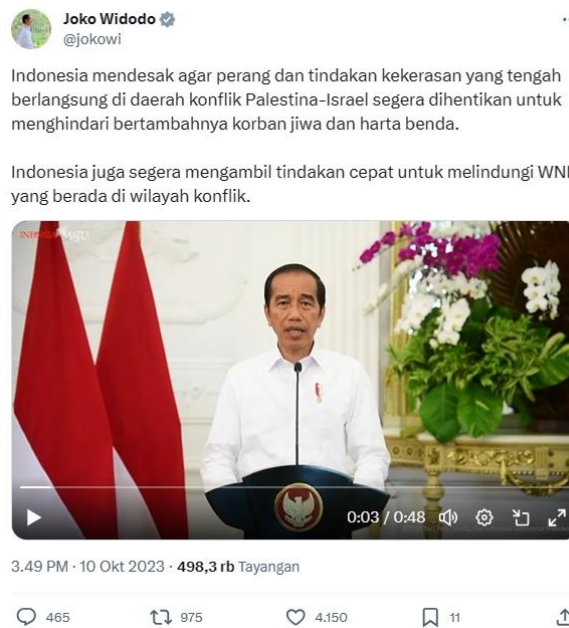 Joko Widodo
@jokowi
Indonesia mendesak agar perang dan tindakan kekerasan yang tengah
berlangsung di daerah konflik Palestina-Israel segera dihentikan untuk
menghindari bertambahnya korban jiwa dan harta benda.
Indonesia juga segera mengambil tindakan cepat untuk melindungi WNI
yang berada di wilayah konflik.
INDONESIA MAJU
0:03 / 0:48
3.49 PM · 10 Okt 2023 · 498,3 rb Tayangan
465 975 4.150 11